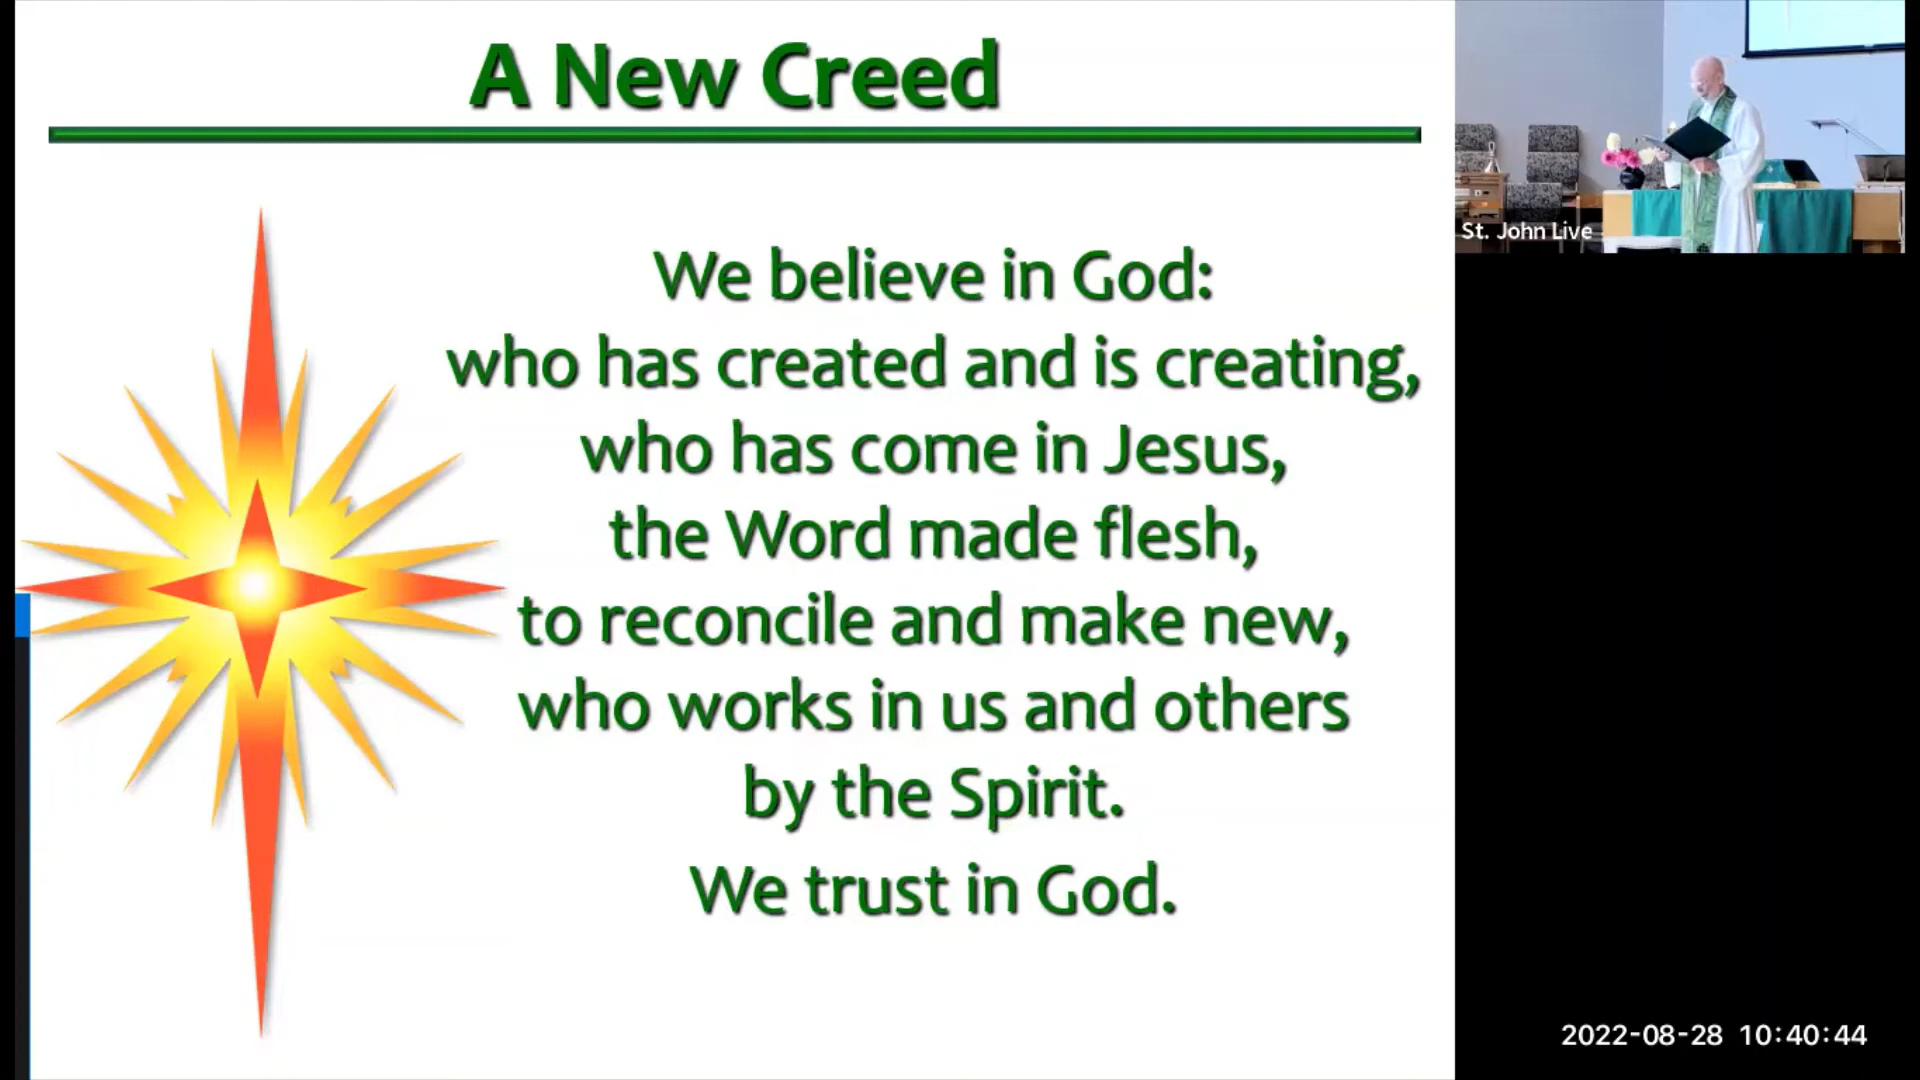 A New Creed
We believe in God:
who has created and is creating,
who has come in Jesus,
the Word made flesh,
to reconcile and make new,
who works in us and others
by the Spirit.
We trust in God.
St. John Live
2022-08-28 10:40:44